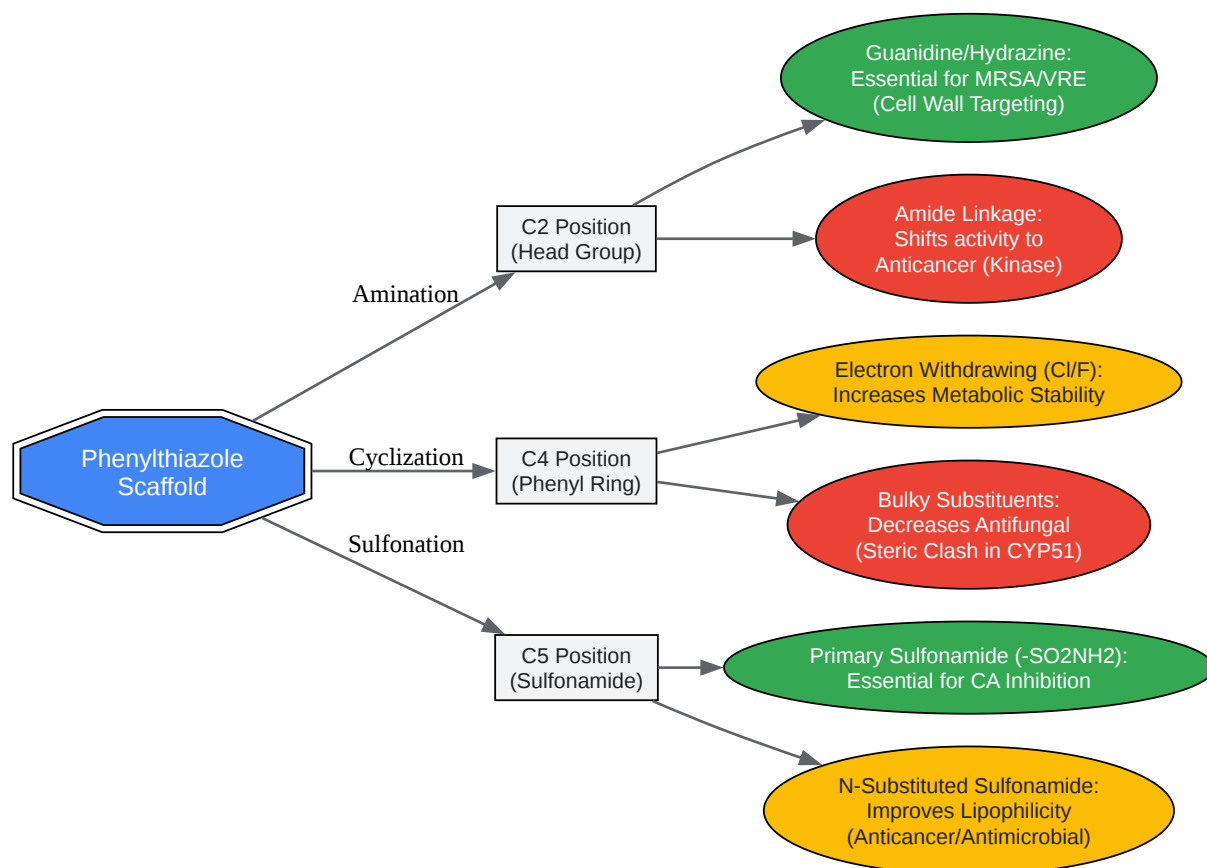 Phenylthiazole
Scaffold
Amination
Cyclization
Sulfonation
C2 Position
(Head Group)
C4 Position
(Phenyl Ring)
C5 Position
(Sulfonamide)
Guanidine/Hydrazine:
Essential for MRSA/VRE
(Cell Wall Targeting)
Amide Linkage:
Shifts activity to
Anticancer (Kinase)
Electron Withdrawing (Cl/F):
Increases Metabolic Stability
Bulky Substituents:
Decreases Antifungal
(Steric Clash in CYP51)
Primary Sulfonamide (-SO2NH2):
Essential for CA Inhibition
N-Substituted Sulfonamide:
Improves Lipophilicity
(Anticancer/Antimicrobial)